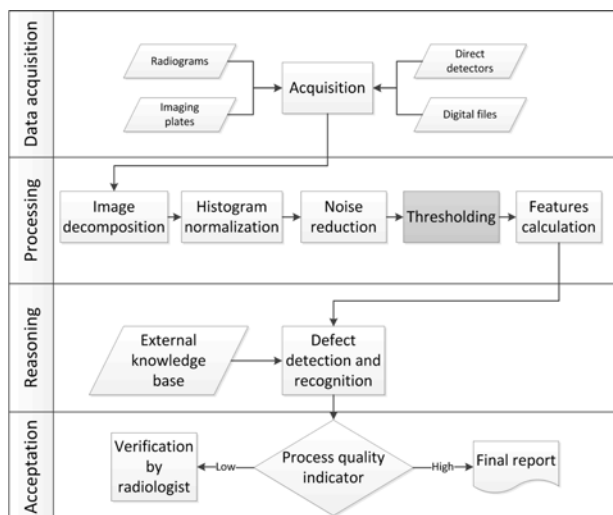 Data acquisition
Radiograms
Imaging
plates
Acquisition
Direct
detectors
Digital files
Processing
Image
decomposition
Histogram
normalization
Noise
reduction
Thresholding
Features
calculation
Reasoning
External
knowledge
base
Defect
detection and
recognition
Acceptation
Verification
by
radiologist
Low
Process quality
indicator
High
Final report